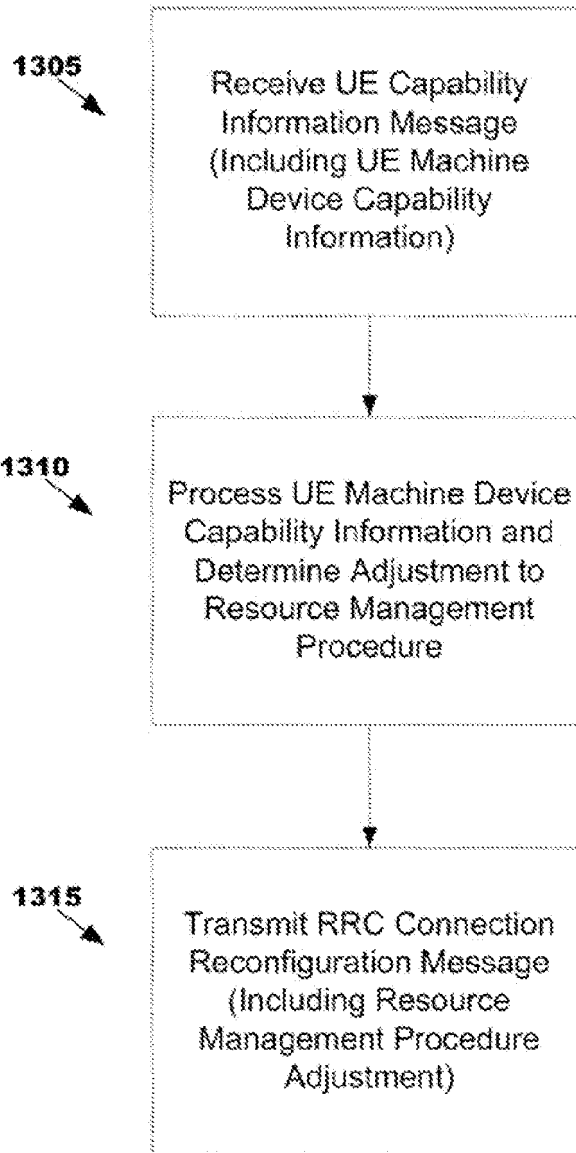 1305
Receive UE Capability
Information Message
(Including UE Machine
Device Capability
Information)
1310
Process UE Machine Device
Capability Information and
Determine Adjustment to
Resource Management
Procedure
1315
Transmit RRC Connection
Reconfiguration Message
(Including Resource
Management Procedure
Adjustment)